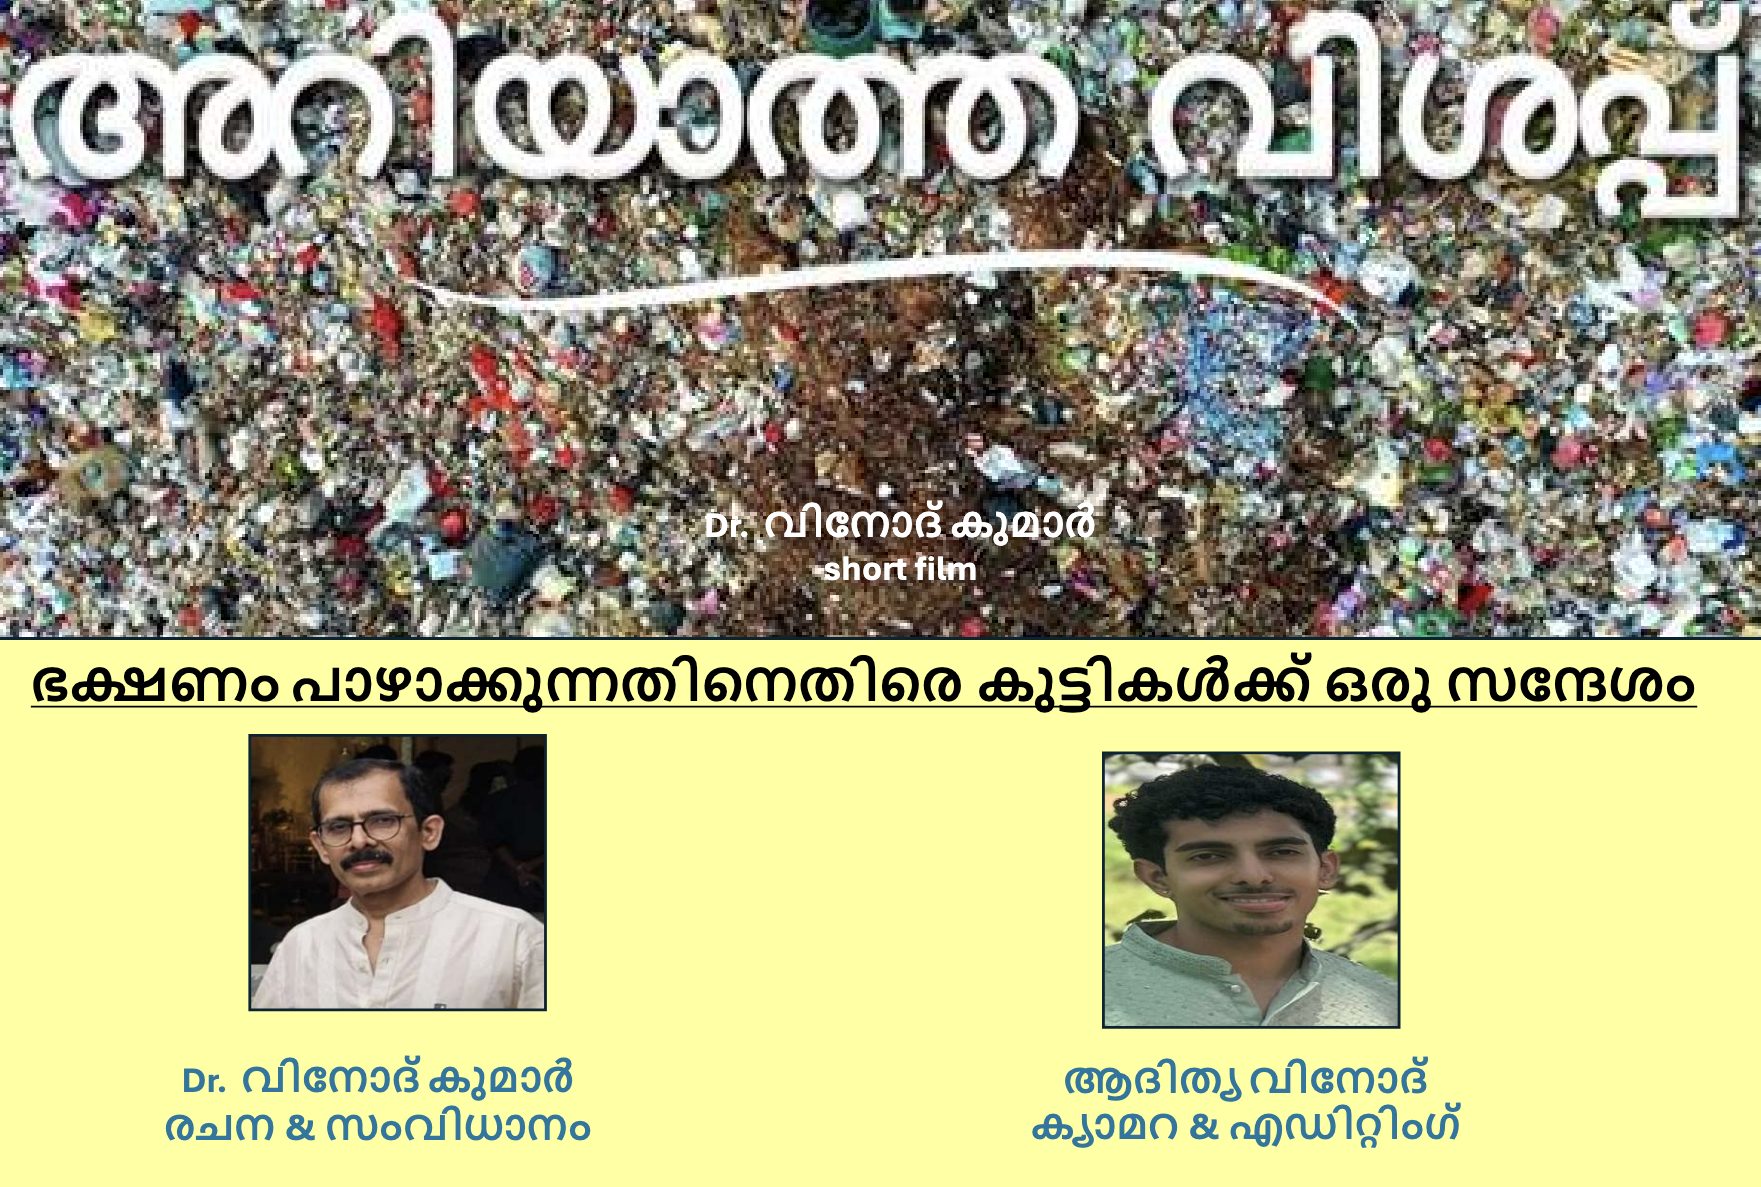 അറിയാത്ത വിശപ്പ്
Dr. വിനോദ് കുമാർ
short film
ഭക്ഷണം പാഴാക്കുന്നതിനെതിരെ കുട്ടികൾക്ക് ഒരു സന്ദേശം
Dr. വിനോദ് കുമാർ
രചന & സംവിധാനം
ആദിത്യ വിനോദ്
ക്യാമറ & എഡിറ്റിംഗ്